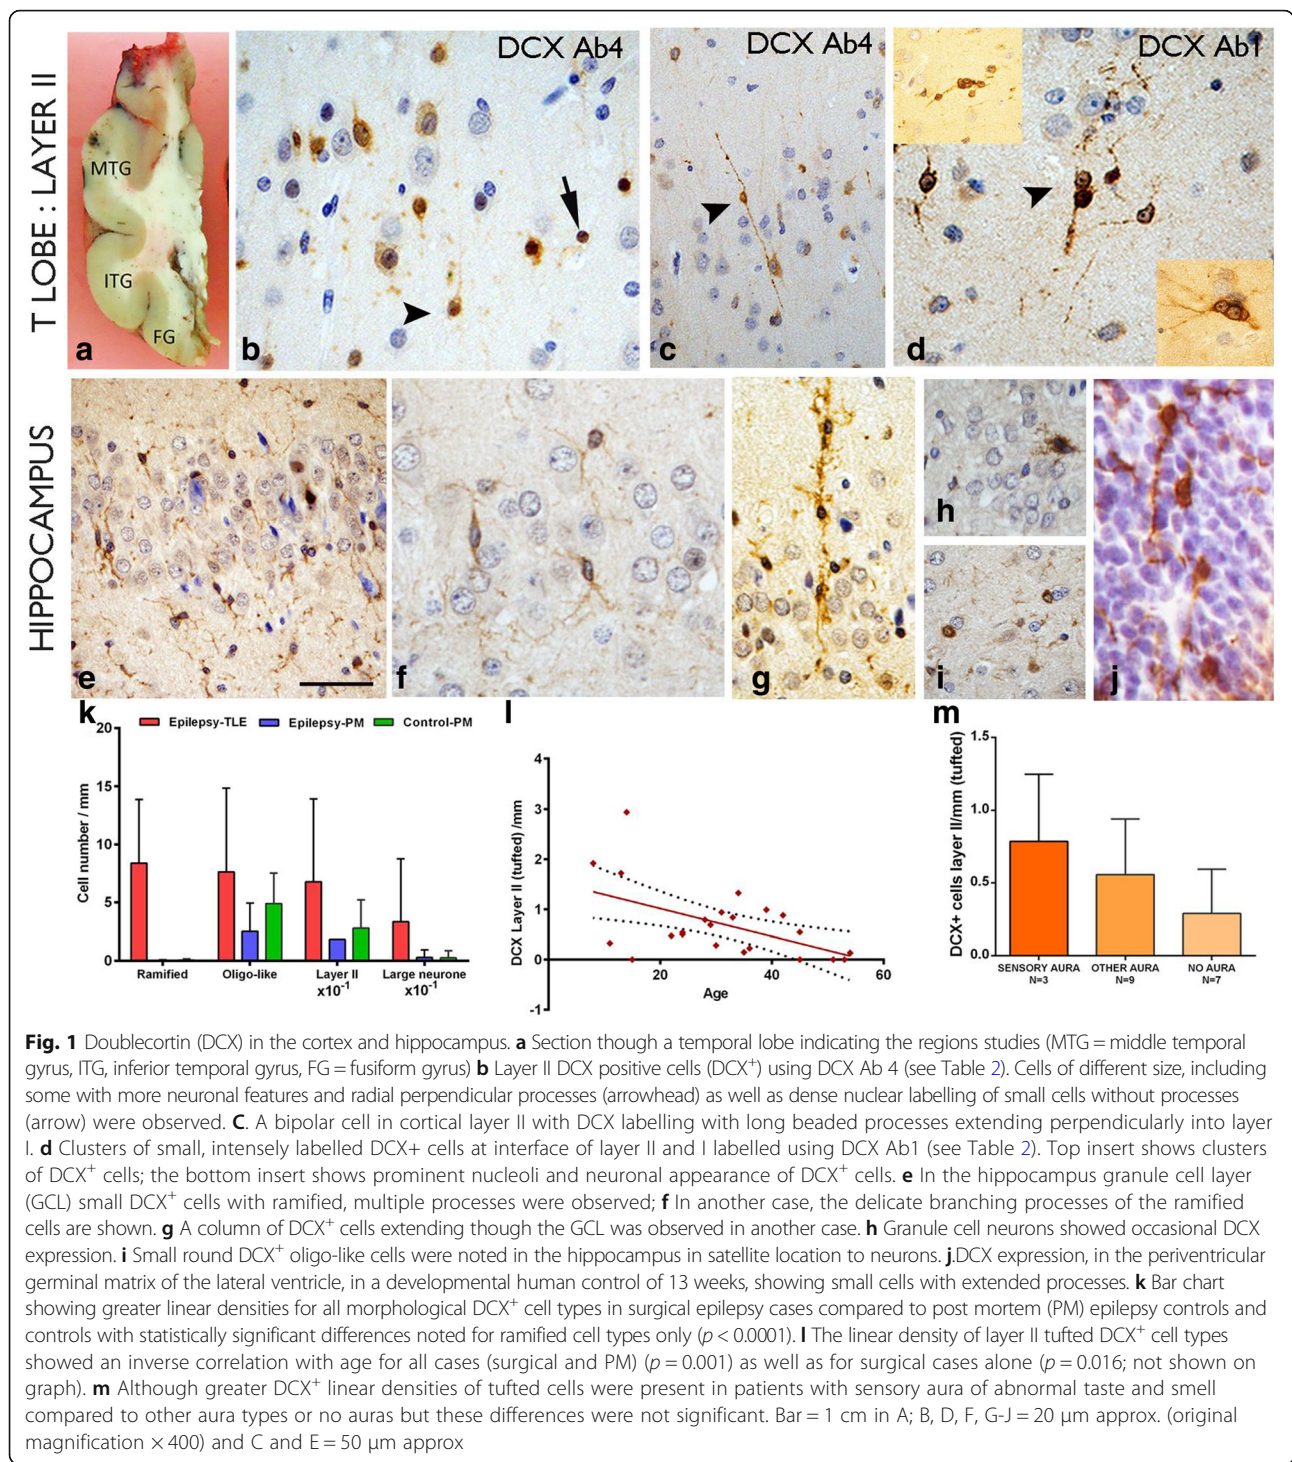 T LOBE : LAYER II
MTG
ITG
FG
a
DCX Ab4
b
DCX Ab4
c
DCX Ab1
d
HIPPOCAMPUS
e
f
g
h
i
j
k
Epilepsy-TLE Epilepsy-PM Control-PM
Cell number / mm
20
15
10
5
0
Ramified Oligo-like Layer II Large neurone
x10-1 x10-1
l
DCX Layer II (tufted) /mm
4
3
2
1
0
-1
20 40 60
Age
m
DCX+ cells layer II/mm (tufted)
1.5
1.0
0.5
0.0
SENSORY AURA OTHER AURA NO AURA
N=3 N=9 N=7
Fig. 1 Doublecortin (DCX) in the cortex and hippocampus. a Section though a temporal lobe indicating the regions studies (MTG = middle temporal
gyrus, ITG, inferior temporal gyrus, FG = fusiform gyrus) b Layer II DCX positive cells (DCX+) using DCX Ab 4 (see Table 2). Cells of different size, including
some with more neuronal features and radial perpendicular processes (arrowhead) as well as dense nuclear labelling of small cells without processes
(arrow) were observed. C. A bipolar cell in cortical layer II with DCX labelling with long beaded processes extending perpendicularly into layer
I. d Clusters of small, intensely labelled DCX+ cells at interface of layer II and I labelled using DCX Ab1 (see Table 2). Top insert shows clusters
of DCX+ cells; the bottom insert shows prominent nucleoli and neuronal appearance of DCX+ cells. e In the hippocampus granule cell layer
(GCL) small DCX+ cells with ramified, multiple processes were observed; f In another case, the delicate branching processes of the ramified
cells are shown. g A column of DCX+ cells extending though the GCL was observed in another case. h Granule cell neurons showed occasional DCX
expression. i Small round DCX+ oligo-like cells were noted in the hippocampus in satellite location to neurons. j.DCX expression, in the periventricular
germinal matrix of the lateral ventricle, in a developmental human control of 13 weeks, showing small cells with extended processes. k Bar chart
showing greater linear densities for all morphological DCX+ cell types in surgical epilepsy cases compared to post mortem (PM) epilepsy controls and
controls with statistically significant differences noted for ramified cell types only (p < 0.0001). l The linear density of layer II tufted DCX+ cell types
showed an inverse correlation with age for all cases (surgical and PM) (p = 0.001) as well as for surgical cases alone (p = 0.016; not shown on
graph). m Although greater DCX+ linear densities of tufted cells were present in patients with sensory aura of abnormal taste and smell
compared to other aura types or no auras but these differences were not significant. Bar = 1 cm in A; B, D, F, G-J = 20 μm approx. (original
magnification × 400) and C and E = 50 μm approx